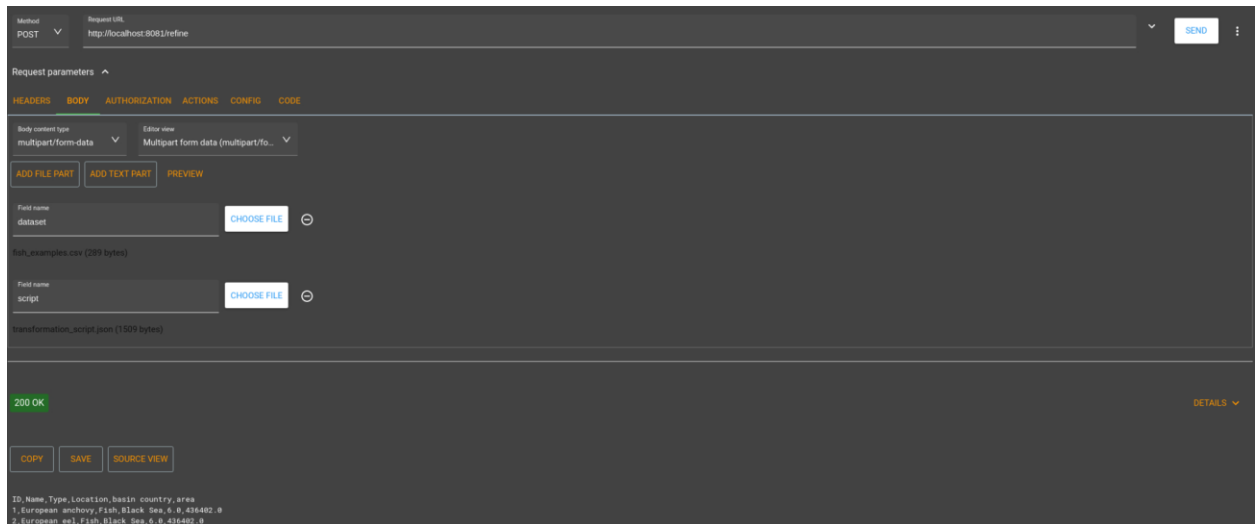 Method
POST
Request URL
http://localhost:8081/refine
SEND
Request parameters
HEADERS BODY AUTHORIZATION ACTIONS CONFIG CODE
Body content type
multipart/form-data
Editor view
Multipart form data (multipart/fo...
ADD FILE PART ADD TEXT PART PREVIEW
Field name
dataset
CHOOSE FILE
fish_examples.csv (289 bytes)
Field name
script
CHOOSE FILE
transformation_script.json (1509 bytes)
200 OK
DETAILS
COPY SAVE SOURCE VIEW
ID,Name,Type,Location,basin country,area
1,European anchovy,Fish,Black Sea,6.0,436402.0
2,European eel,Fish,Black Sea,6.0,436402.0